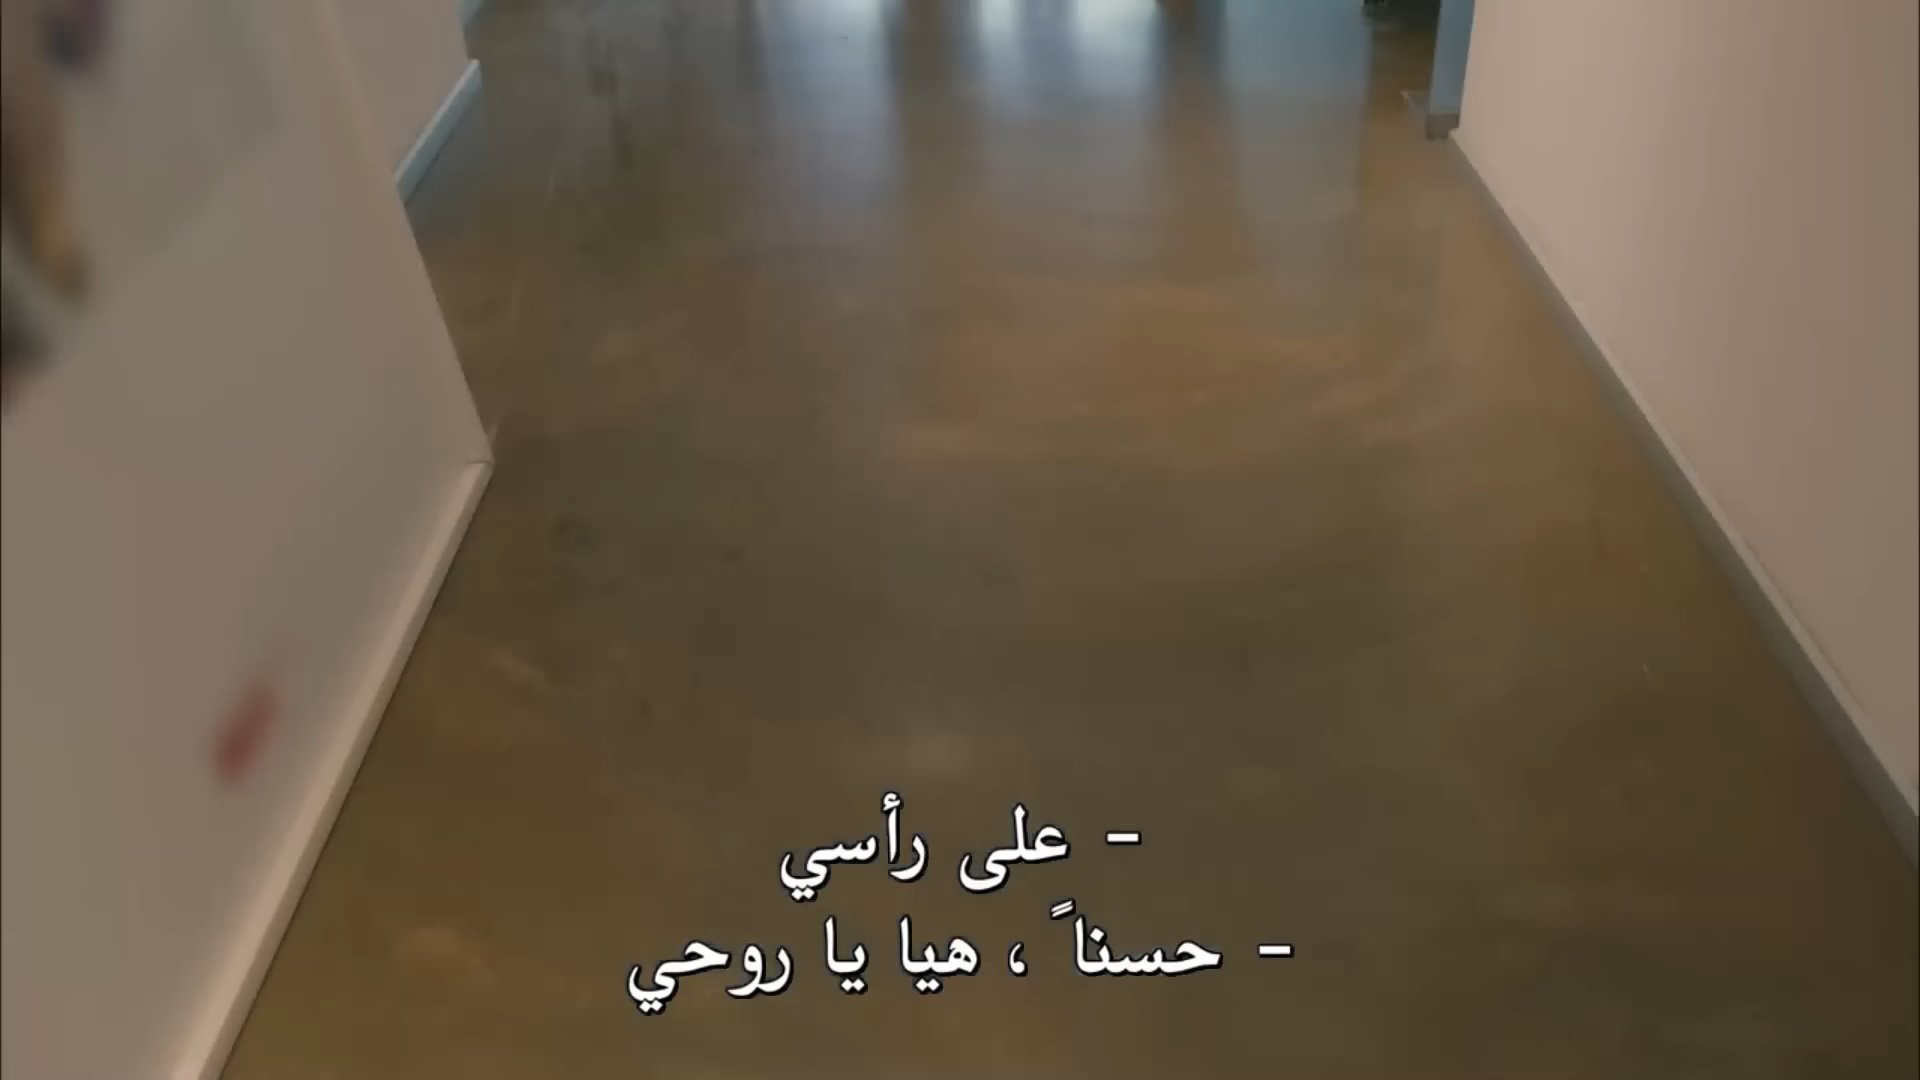 - على رأسي
- حسناً ، هيا يا روحي